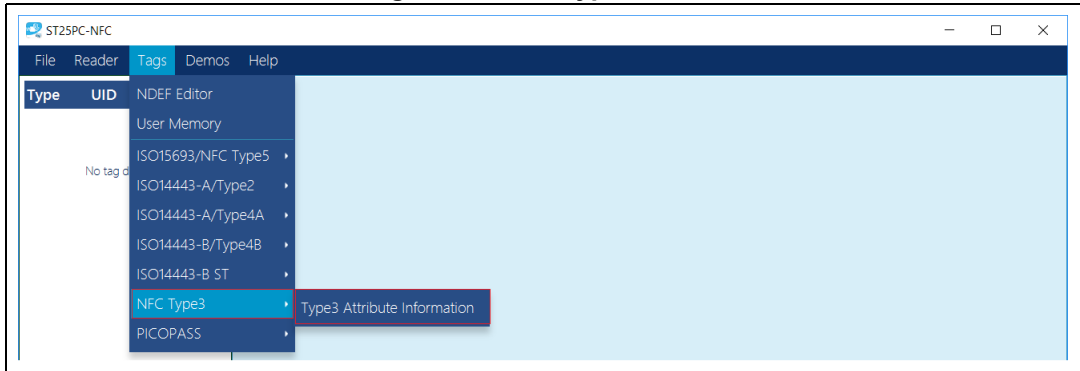 ST25PC-NFC
File Reader Tags Demos Help
Type UID
NDEF Editor
User Memory
No tag d
ISO15693/NFC Type5
ISO14443-A/Type2
ISO14443-A/Type4A
ISO14443-B/Type4B
ISO14443-B ST
NFC Type3
Type3 Attribute Information
PICOPASS